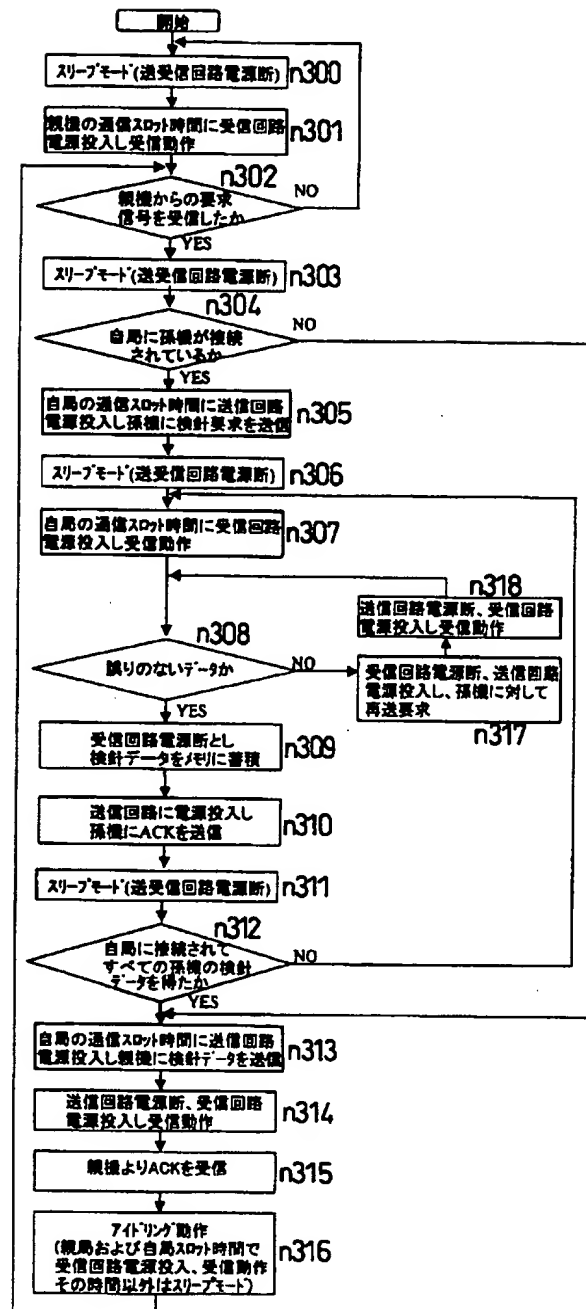 開始
スリープモード(送受信回路電源断)
n300
親機の通信スロット時間に受信回路
電源投入し受信動作
n301
n302
親機からの要求
信号を受信したか
NO
YES
スリープモード(送受信回路電源断)
n303
n304
自局に孫機が接続
されているか
NO
YES
自局の通信スロット時間に送信回路
電源投入し孫機に検針要求を送信
n305
スリープモード(送受信回路電源断)
n306
自局の通信スロット時間に受信回路
電源投入し受信動作
n307
n318
送信回路電源断、受信回路
電源投入し受信動作
n308
誤りのないデータか
NO
YES
受信回路電源断、送信回路
電源投入し、孫機に対して
再送要求
n317
受信回路電源断とし
検針データをメモリに蓄積
n309
送信回路に電源投入し
孫機にACKを送信
n310
スリープモード(送受信回路電源断)
n311
n312
自局に接続されて
すべての孫機の検針
データを得たか
NO
YES
自局の通信スロット時間に送信回路
電源投入し親機に検針データを送信
n313
送信回路電源断、受信回路
電源投入し受信動作
n314
親機よりACKを受信
n315
アイドリング動作
(親局および自局スロット時間で
受信回路電源投入、受信動作
その時間以外はスリープモード)
n316